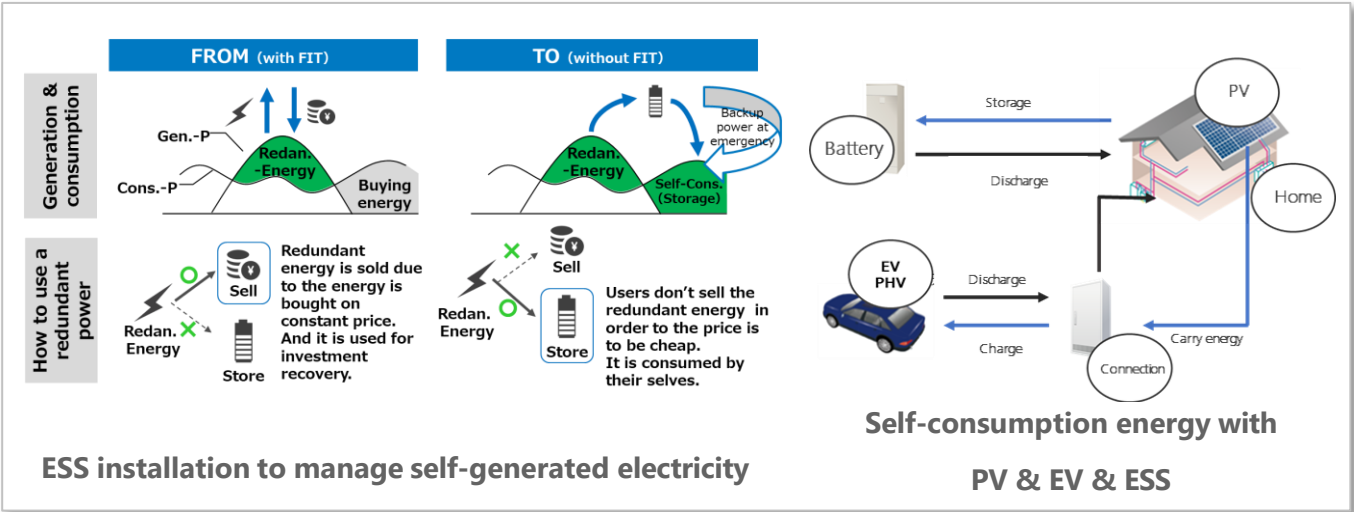 FROM (with FIT)
TO (without FIT)
Generation &
consumption
Gen.-P
Cons.-P
Redan.
-Energy
Buying
energy
¥
Redan.
-Energy
Self-Cons.
(Storage)
Backup
power at
emergency
How to use a
redundant
power
Redan.
Energy
¥
Sell
Store
Redundant
energy is sold due
to the energy is
bought on
constant price.
And it is used for
investment
recovery.
Redan.
Energy
¥
Sell
Store
Users don't sell the
redundant energy in
order to the price is
to be cheap.
It is consumed by
their selves.
ESS installation to manage self-generated electricity
Battery
Storage
Discharge
PV
Home
EV
PHV
Discharge
Charge
Connection
Carry energy
Self-consumption energy with
PV & EV & ESS